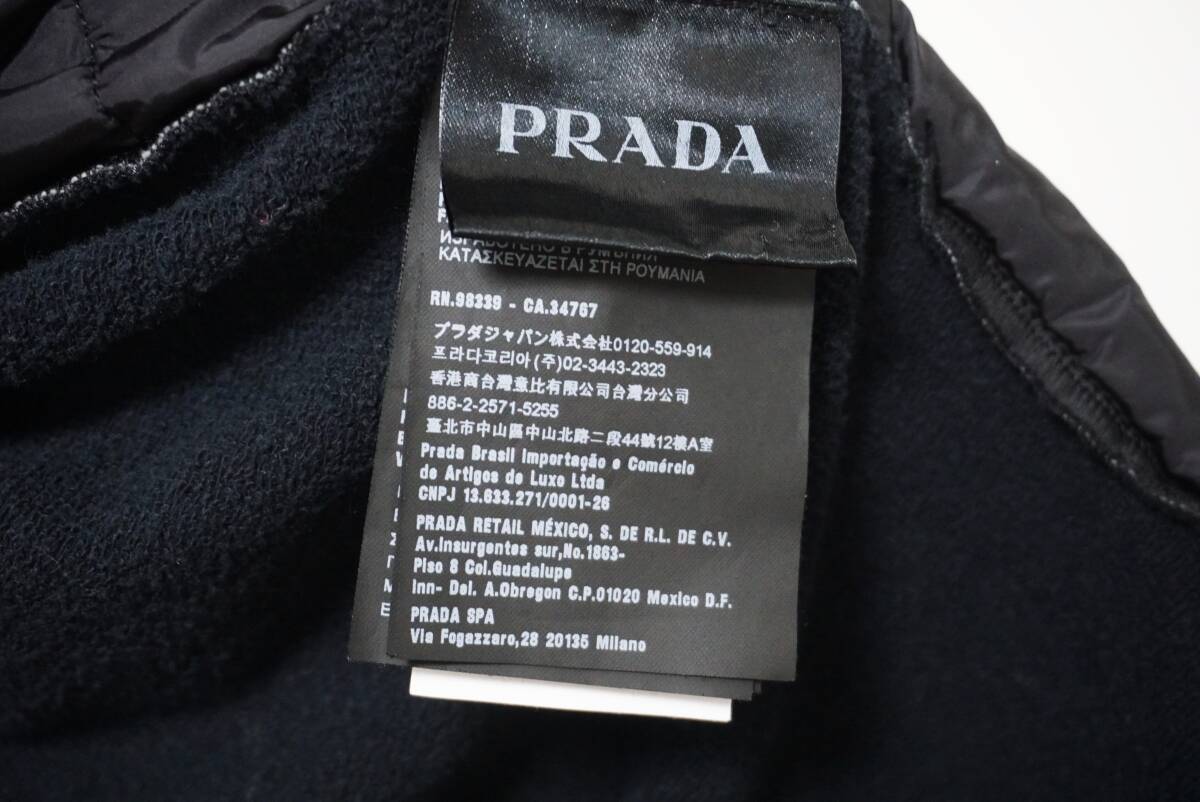 PRADA
ΚΑΤΑΣΚΕΥΑΖΕΤΑΙ ΣΤΗ ΡΟΥΜΑΝΙΑ
RN.98339 - CA.34767
プラダジャパン株式会社0120-559-914
프라다코리아(주)02-3443-2323
香港商台灣意比有限公司台灣分公司
886-2-2571-5255
臺北市中山區中山北路二段44號12樓A室
Prada Brasil Importação e Comércio
de Artigos de Luxo Ltda
CNPJ 13.633.271/0001-26
PRADA RETAIL MÉXICO, S. DE R.L. DE C.V.
Av.Insurgentes sur,No.1863-
Piso 8 Col.Guadalupe
Inn- Del. A.Obregon C.P.01020 Mexico D.F.
PRADA SPA
Via Fogazzaro,28 20135 Milano